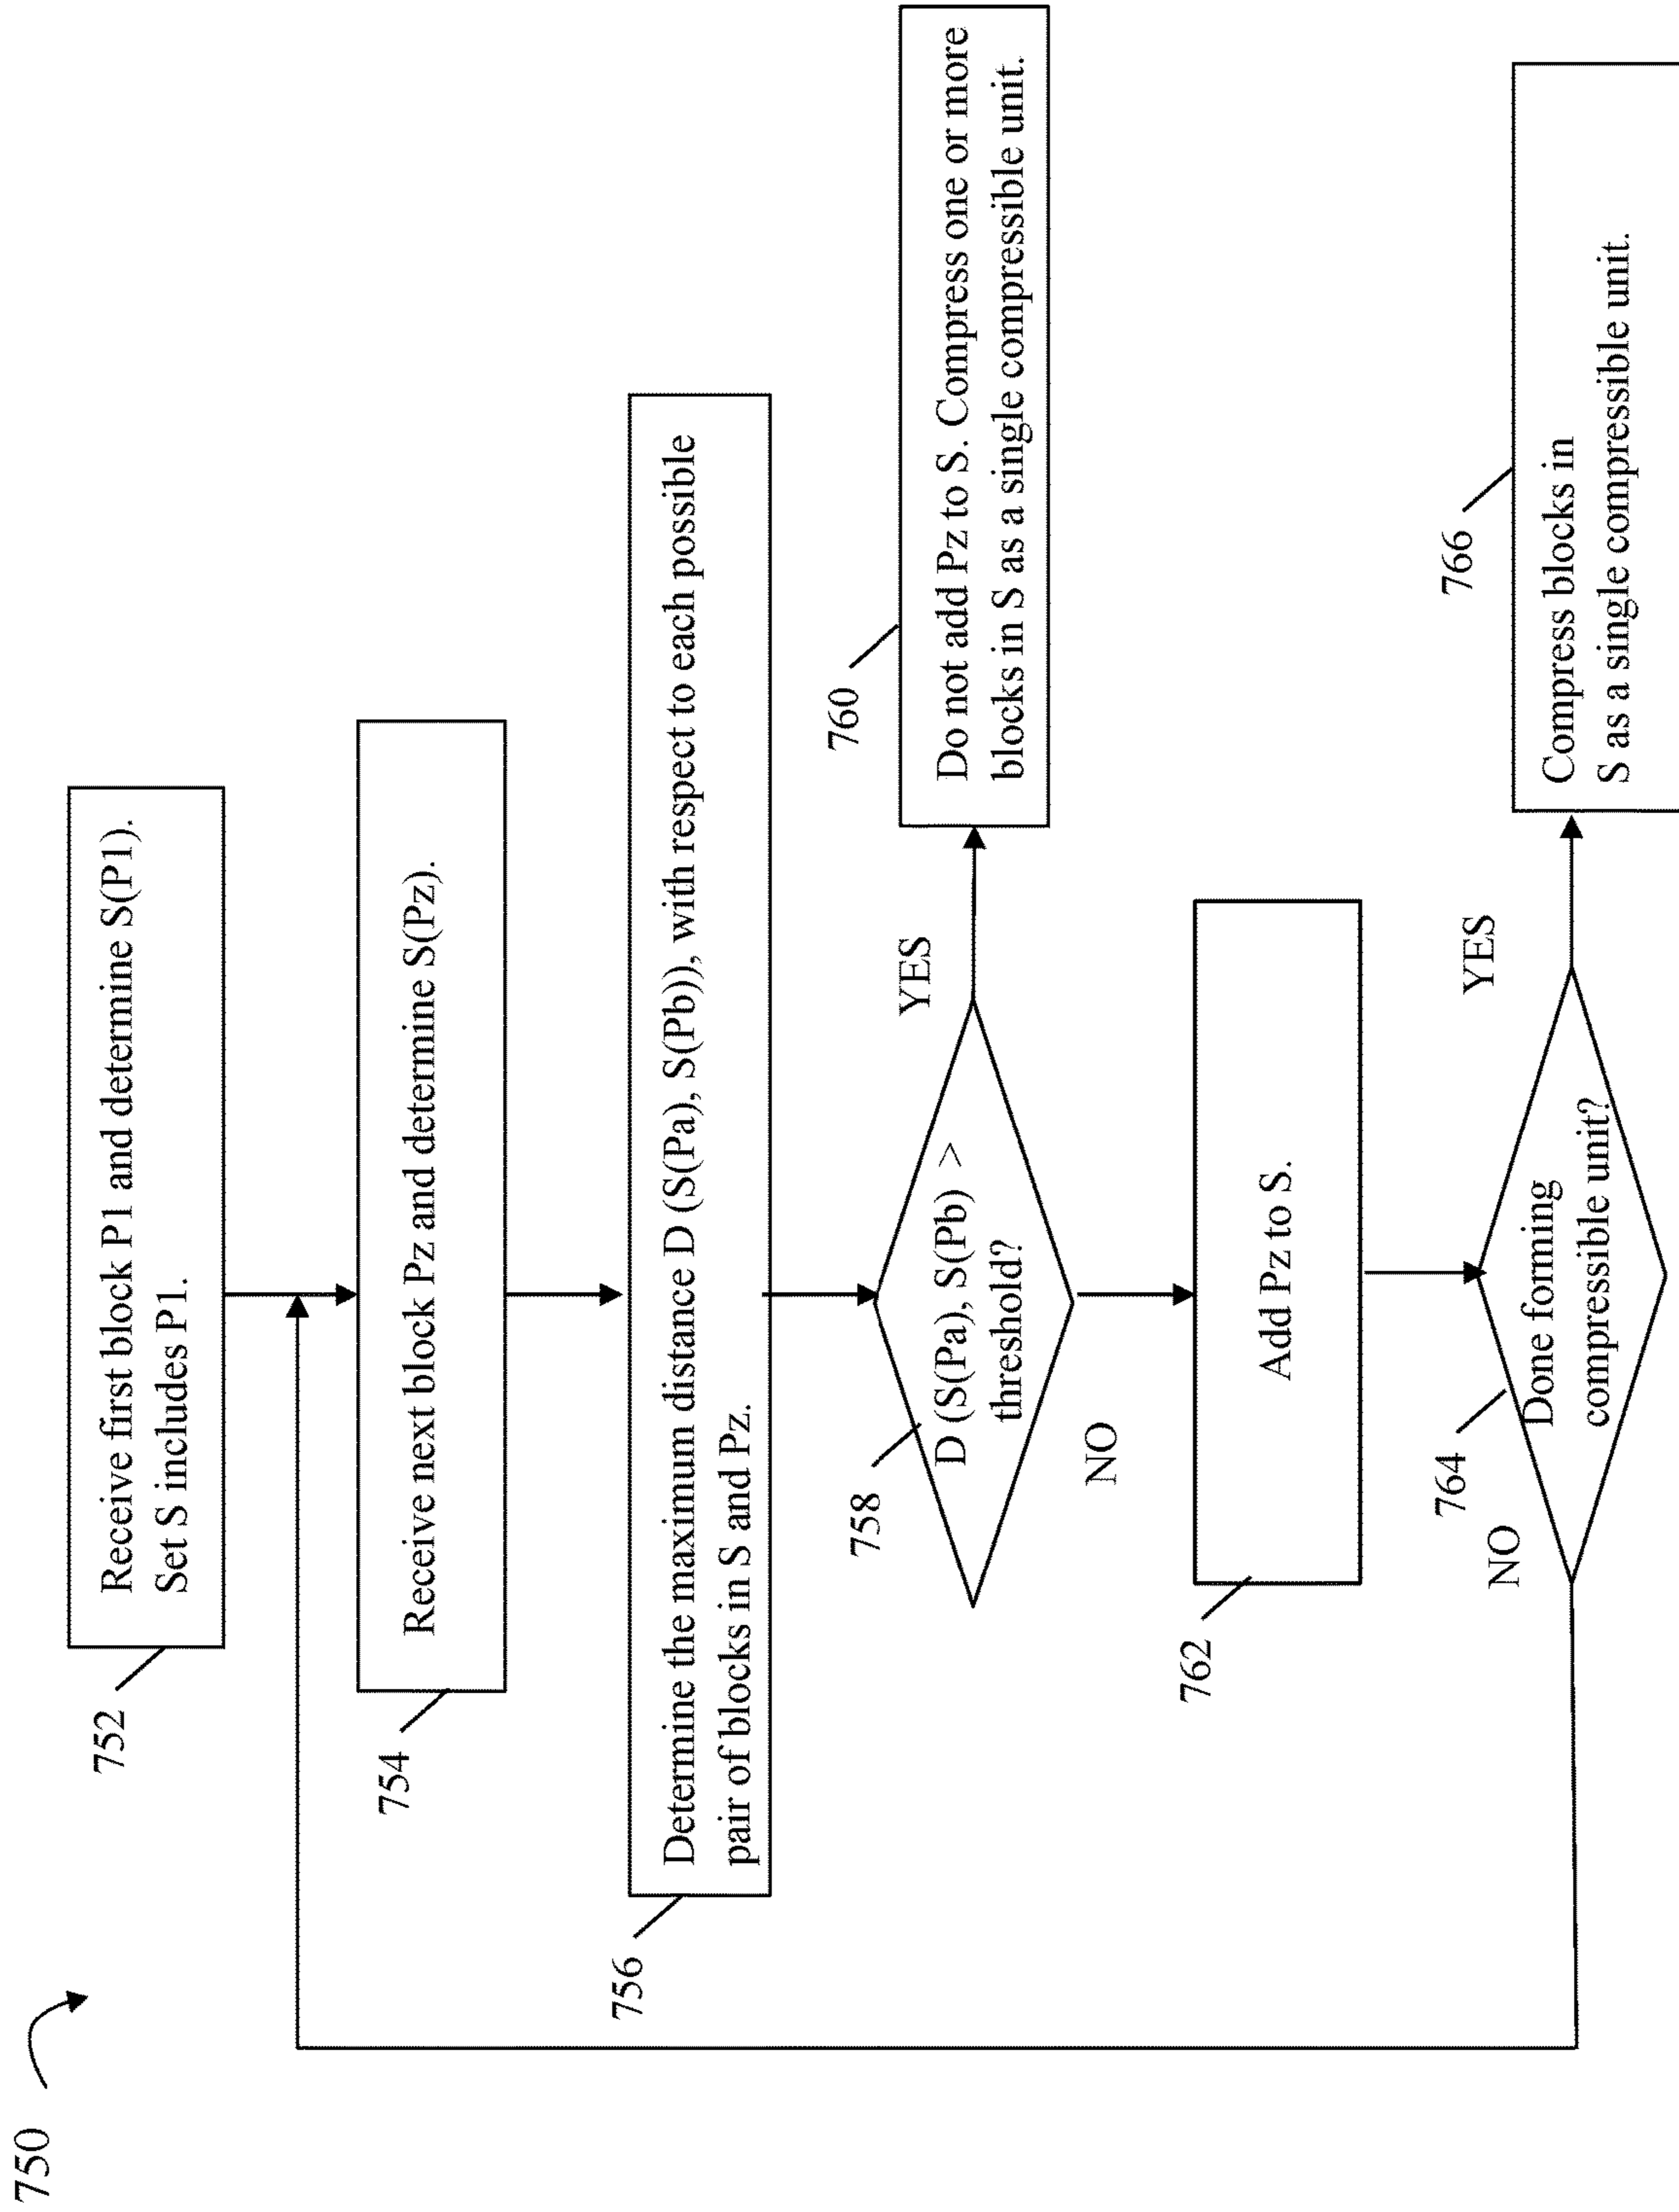 750
752
Receive first block P1 and determine S(P1).
Set S includes P1.
754
Receive next block Pz and determine S(Pz).
756
Determine the maximum distance D (S(Pa), S(Pb)), with respect to each possible
pair of blocks in S and Pz.
758
D (S(Pa), S(Pb) >
threshold?
YES
760
Do not add Pz to S. Compress one or more
blocks in S as a single compressible unit.
NO
762
Add Pz to S.
764
NO
Done forming
compressible unit?
YES
766
Compress blocks in
S as a single compressible unit.